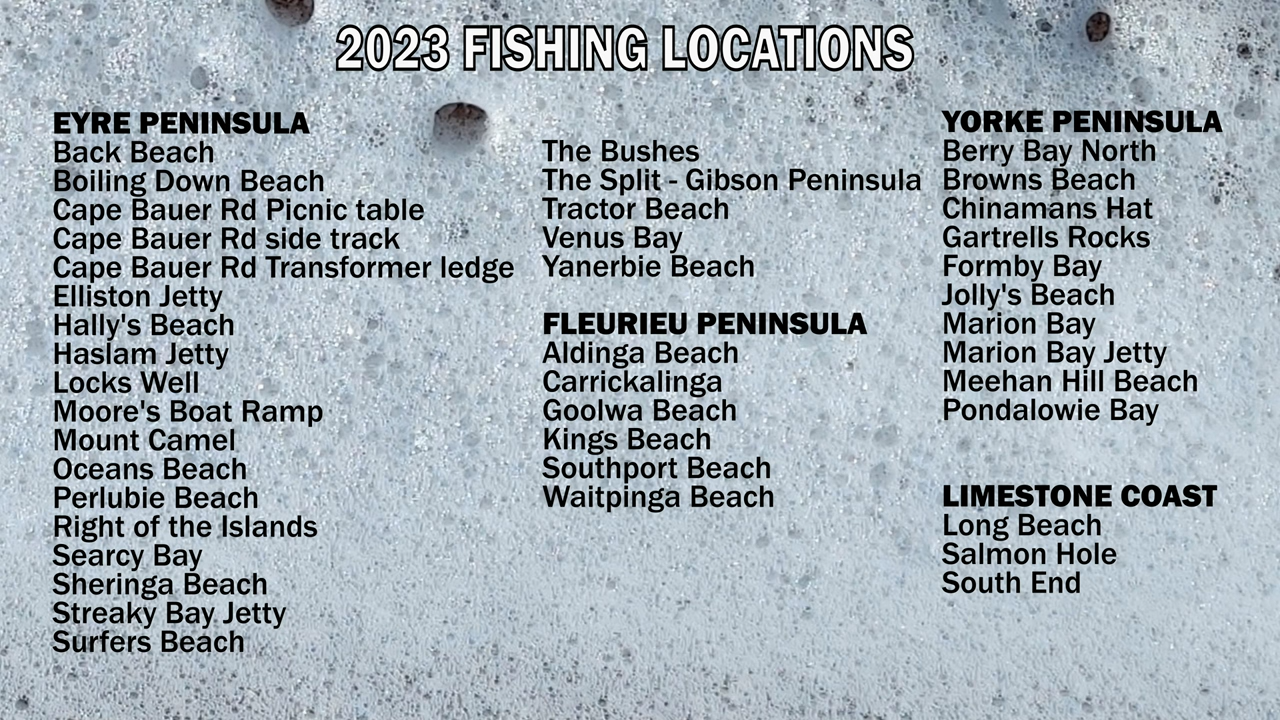 2023 FISHING LOCATIONS
EYRE PENINSULA
Back Beach
Boiling Down Beach
Cape Bauer Rd Picnic table
Cape Bauer Rd side track
Cape Bauer Rd Transformer ledge
Elliston Jetty
Hally's Beach
Haslam Jetty
Locks Well
Moore's Boat Ramp
Mount Camel
Oceans Beach
Perlubie Beach
Right of the Islands
Searcy Bay
Sheringa Beach
Streaky Bay Jetty
Surfers Beach
The Bushes
The Split - Gibson Peninsula
Tractor Beach
Venus Bay
Yanerbie Beach
FLEURIEU PENINSULA
Aldinga Beach
Carrickalinga
Goolwa Beach
Kings Beach
Southport Beach
Waitpinga Beach
YORKE PENINSULA
Berry Bay North
Browns Beach
Chinamans Hat
Gartrells Rocks
Formby Bay
Jolly's Beach
Marion Bay
Marion Bay Jetty
Meehan Hill Beach
Pondalowie Bay
LIMESTONE COAST
Long Beach
Salmon Hole
South End